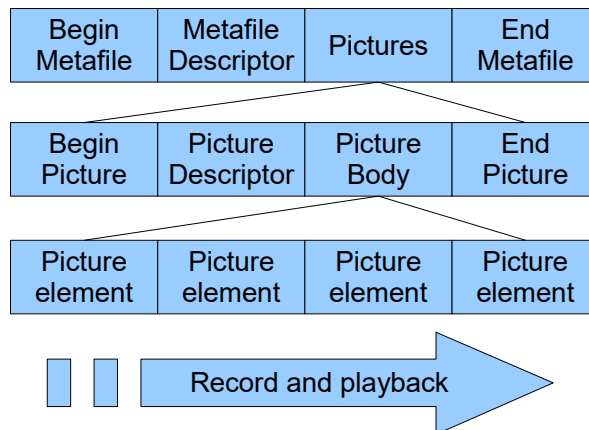 Begin Metafile
Metafile Descriptor
Pictures
End Metafile
Begin Picture
Picture Descriptor
Picture Body
End Picture
Picture element
Picture element
Picture element
Picture element
Record and playback